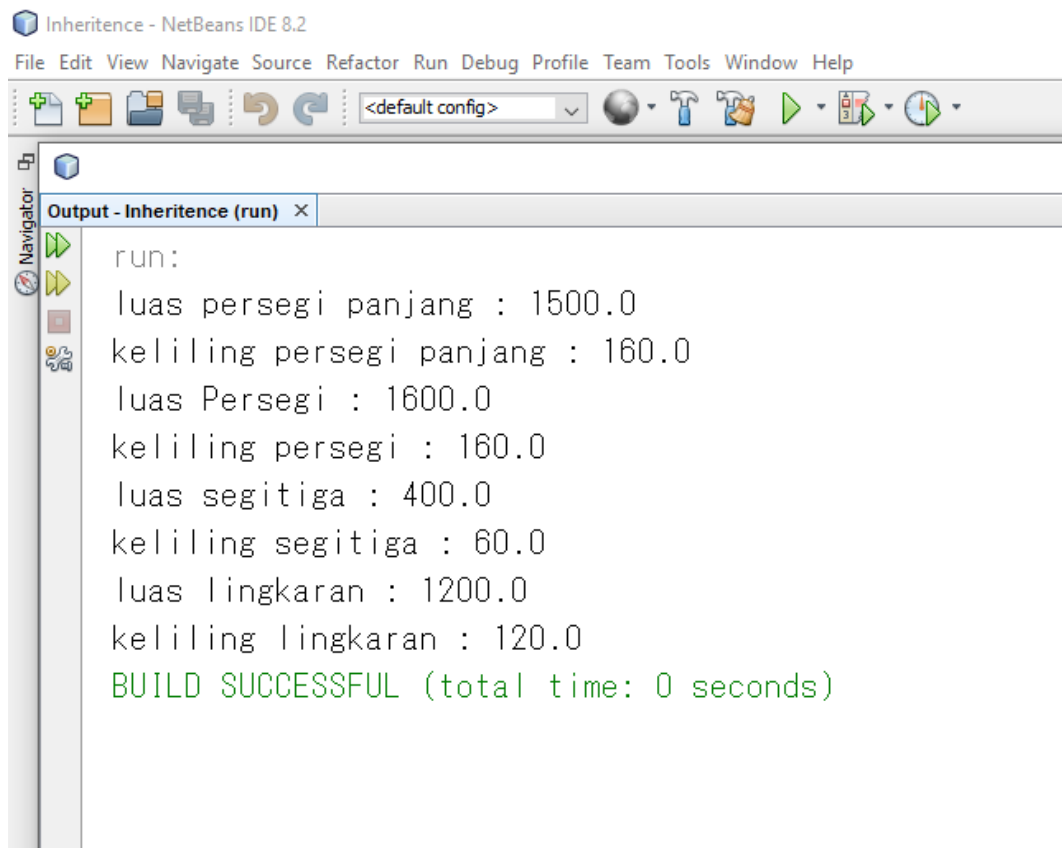 Inheritence - NetBeans IDE 8.2
File Edit View Navigate Source Refactor Run Debug Profile Team Tools Window Help
<default config>
Navigator
Output - Inheritence (run)
run:
luas persegi panjang : 1500.0
keliling persegi panjang : 160.0
luas Persegi : 1600.0
keliling persegi : 160.0
luas segitiga : 400.0
keliling segitiga : 60.0
luas lingkaran : 1200.0
keliling lingkaran : 120.0
BUILD SUCCESSFUL (total time: 0 seconds)